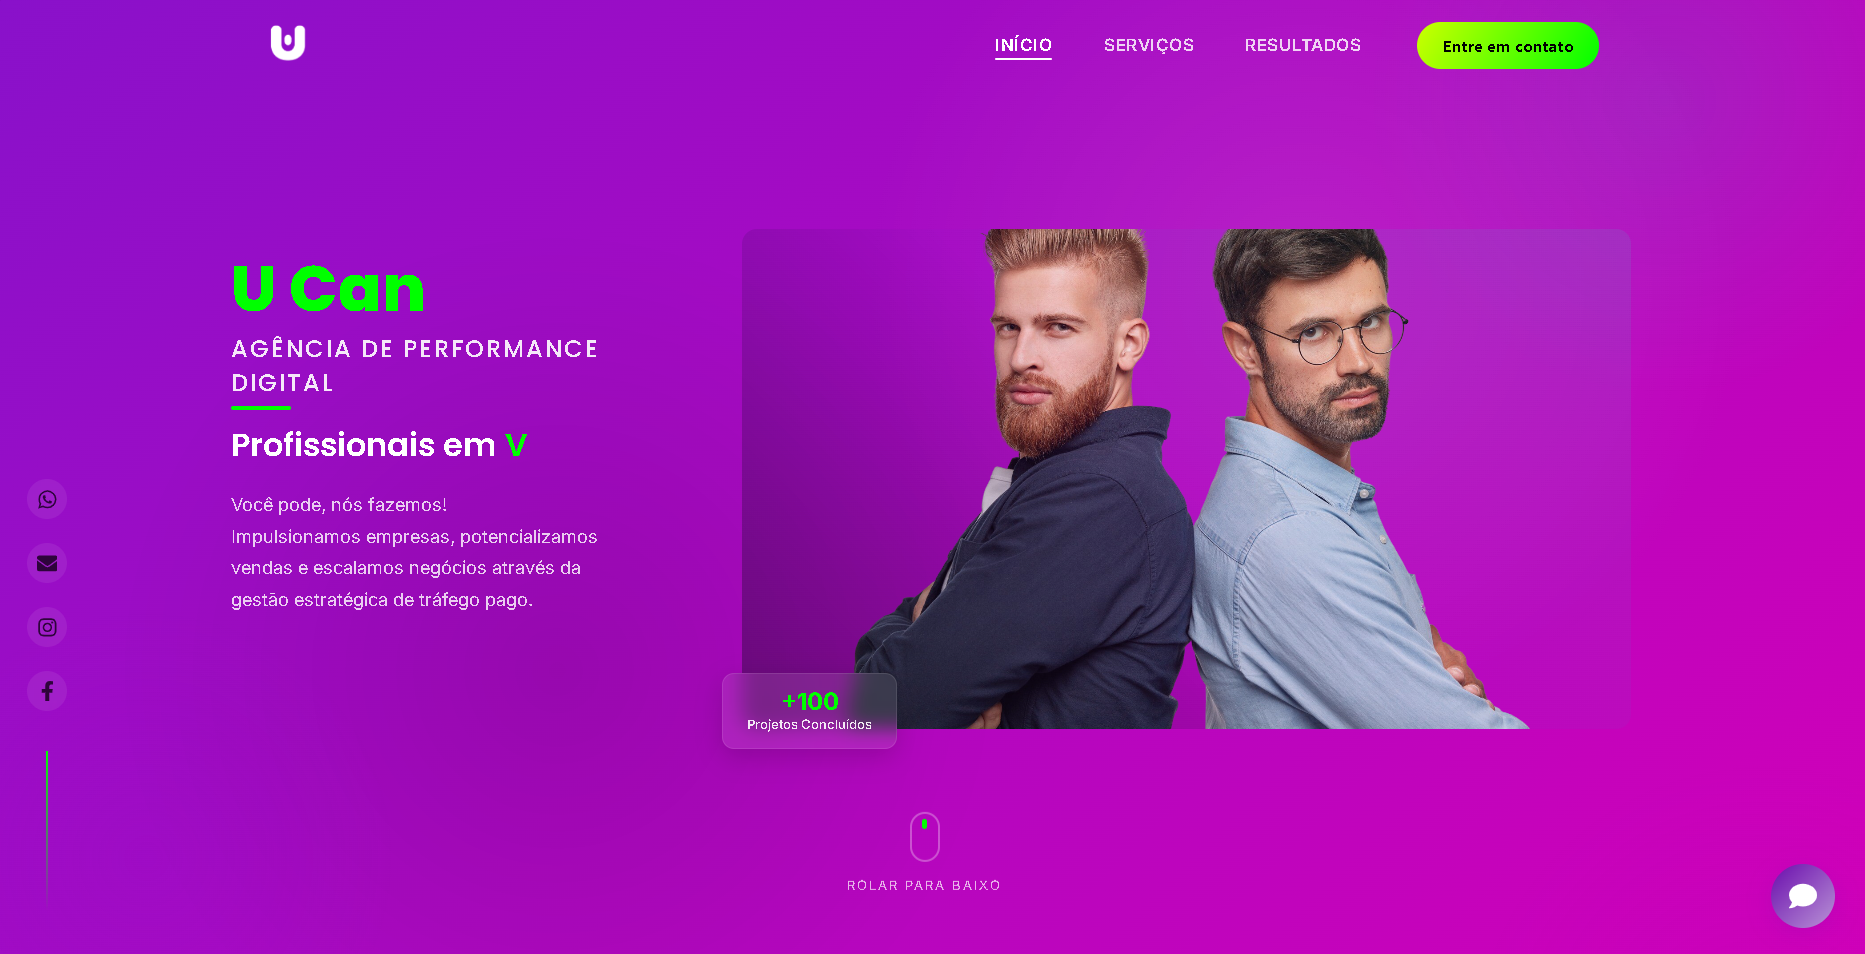 INÍCIO
SERVIÇOS
RESULTADOS
Entre em contato
U Can
AGÊNCIA DE PERFORMANCE
DIGITAL
Profissionais em V
Você pode, nós fazemos!
Impulsionamos empresas, potencializamos
vendas e escalamos negócios através da
gestão estratégica de tráfego pago.
+100
Projetos Concluídos
ROLAR PARA BAIXO